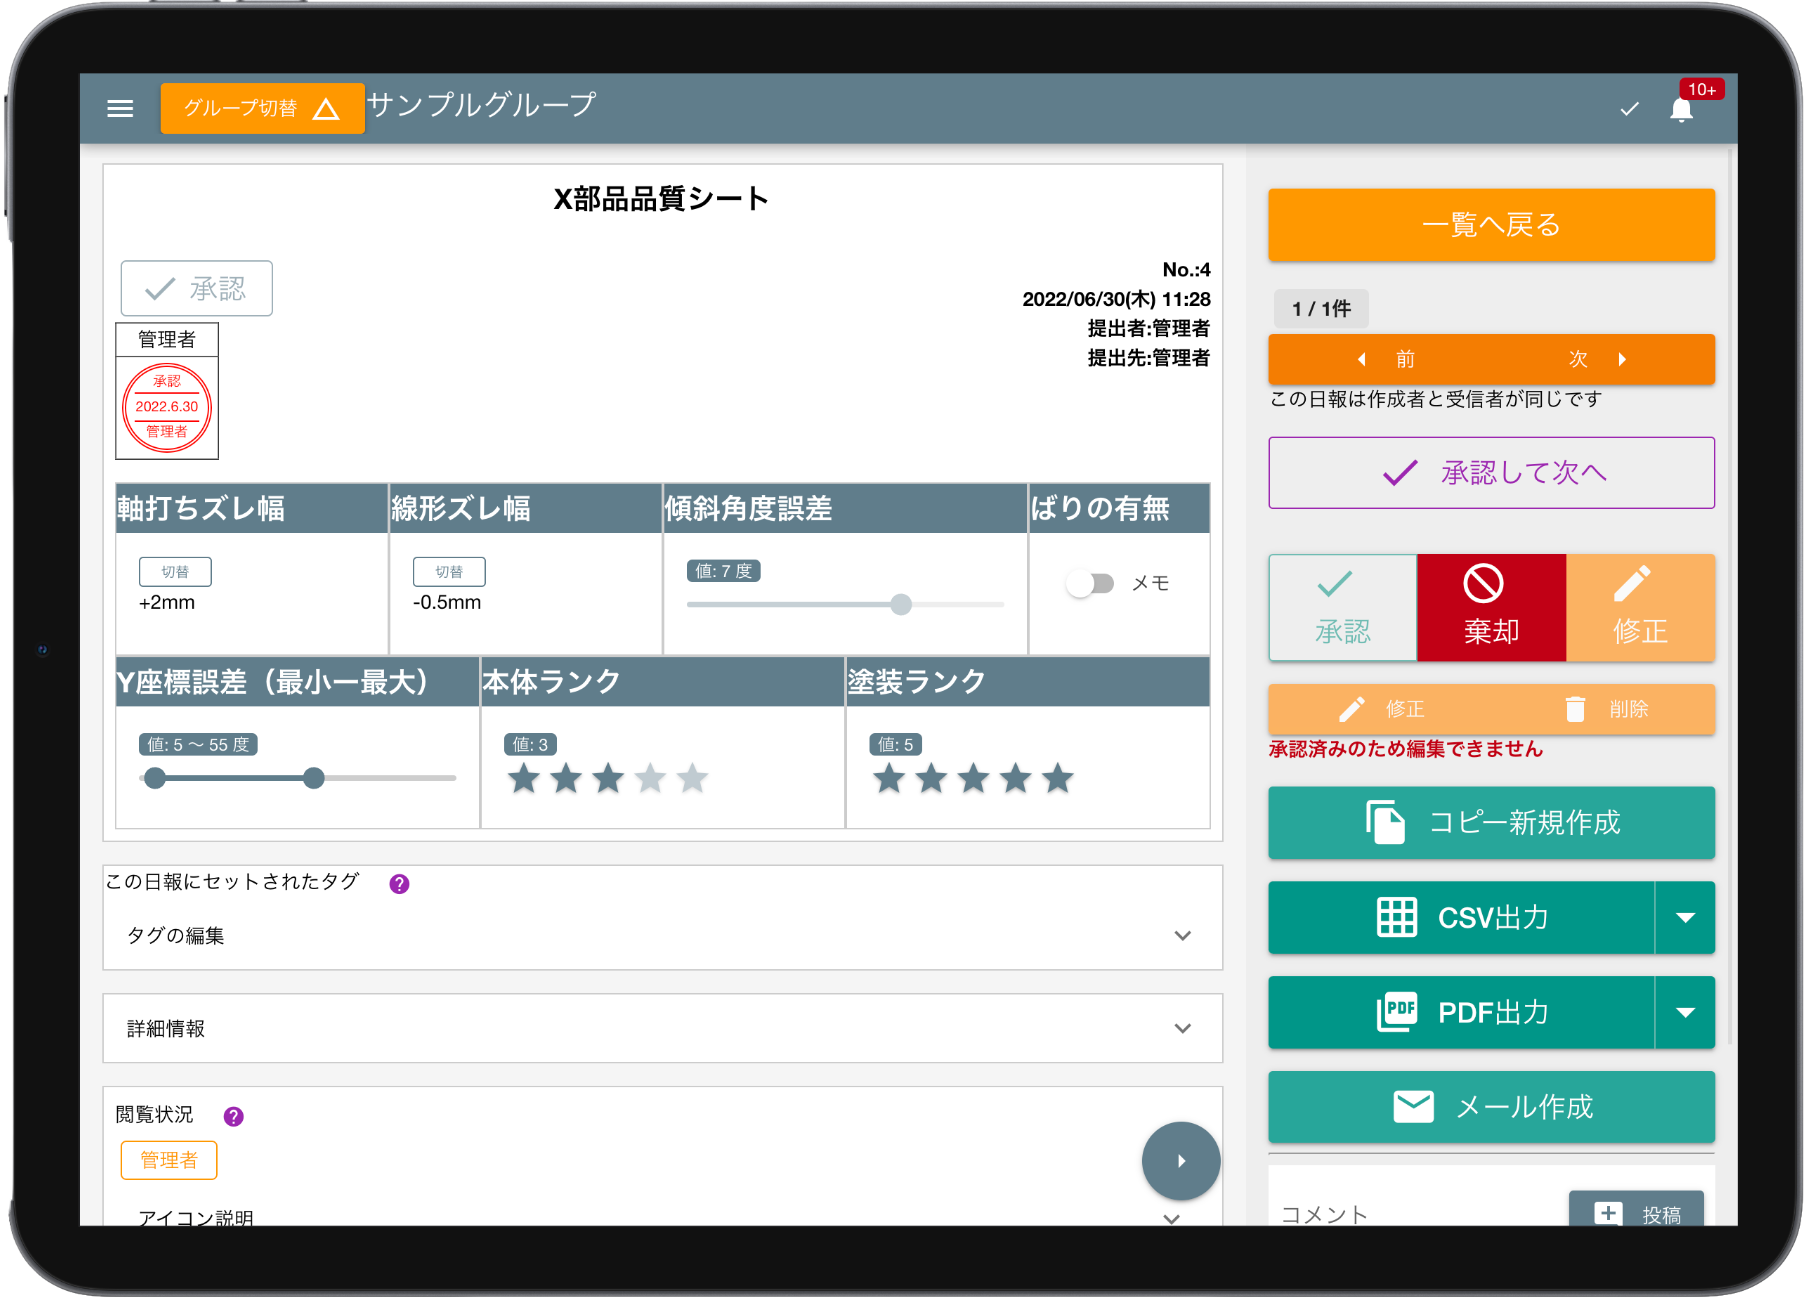 グループ切替
サンプルグループ
10+
X部品品質シート
承認
No.:4
2022/06/30(木) 11:28
提出者:管理者
提出先:管理者
管理者
承認
2022.6.30
管理者
軸打ちズレ幅
線形ズレ幅
傾斜角度誤差
ばりの有無
切替
+2mm
切替
-0.5mm
値: 7 度
メモ
Y座標誤差（最小ー最大）
本体ランク
塗装ランク
値: 5 〜 55 度
値: 3
値: 5
この日報にセットされたタグ
?
タグの編集
詳細情報
閲覧状況
?
管理者
アイコン説明
一覧へ戻る
1 / 1件
前
次
この日報は作成者と受信者が同じです
承認して次へ
承認
棄却
修正
修正
削除
承認済みのため編集できません
コピー新規作成
CSV出力
PDF
PDF出力
メール作成
コメント
投稿